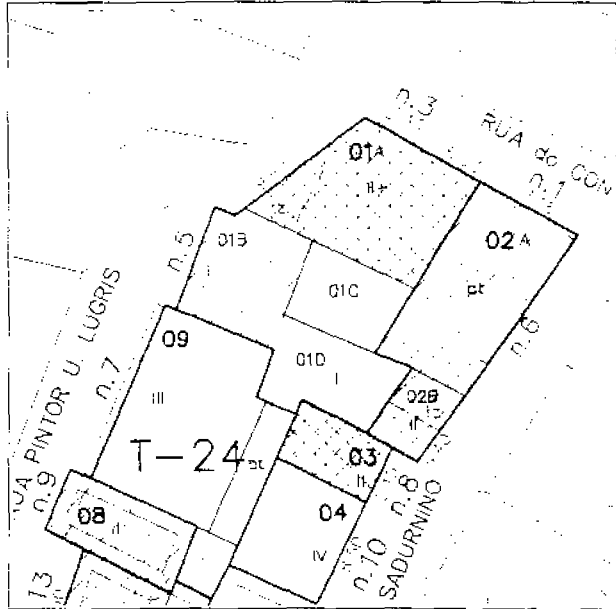 n.3
RUA do CON
n.1
01A
02A
pt
n.5
01B
01C
n.6
RUA PINTOR U. LUGRIS
n.7
09
III
01D
I
02B
II
T-24
pt
03
n.8
n.9
08
II
04
IV
n.10
SADURNINO
13